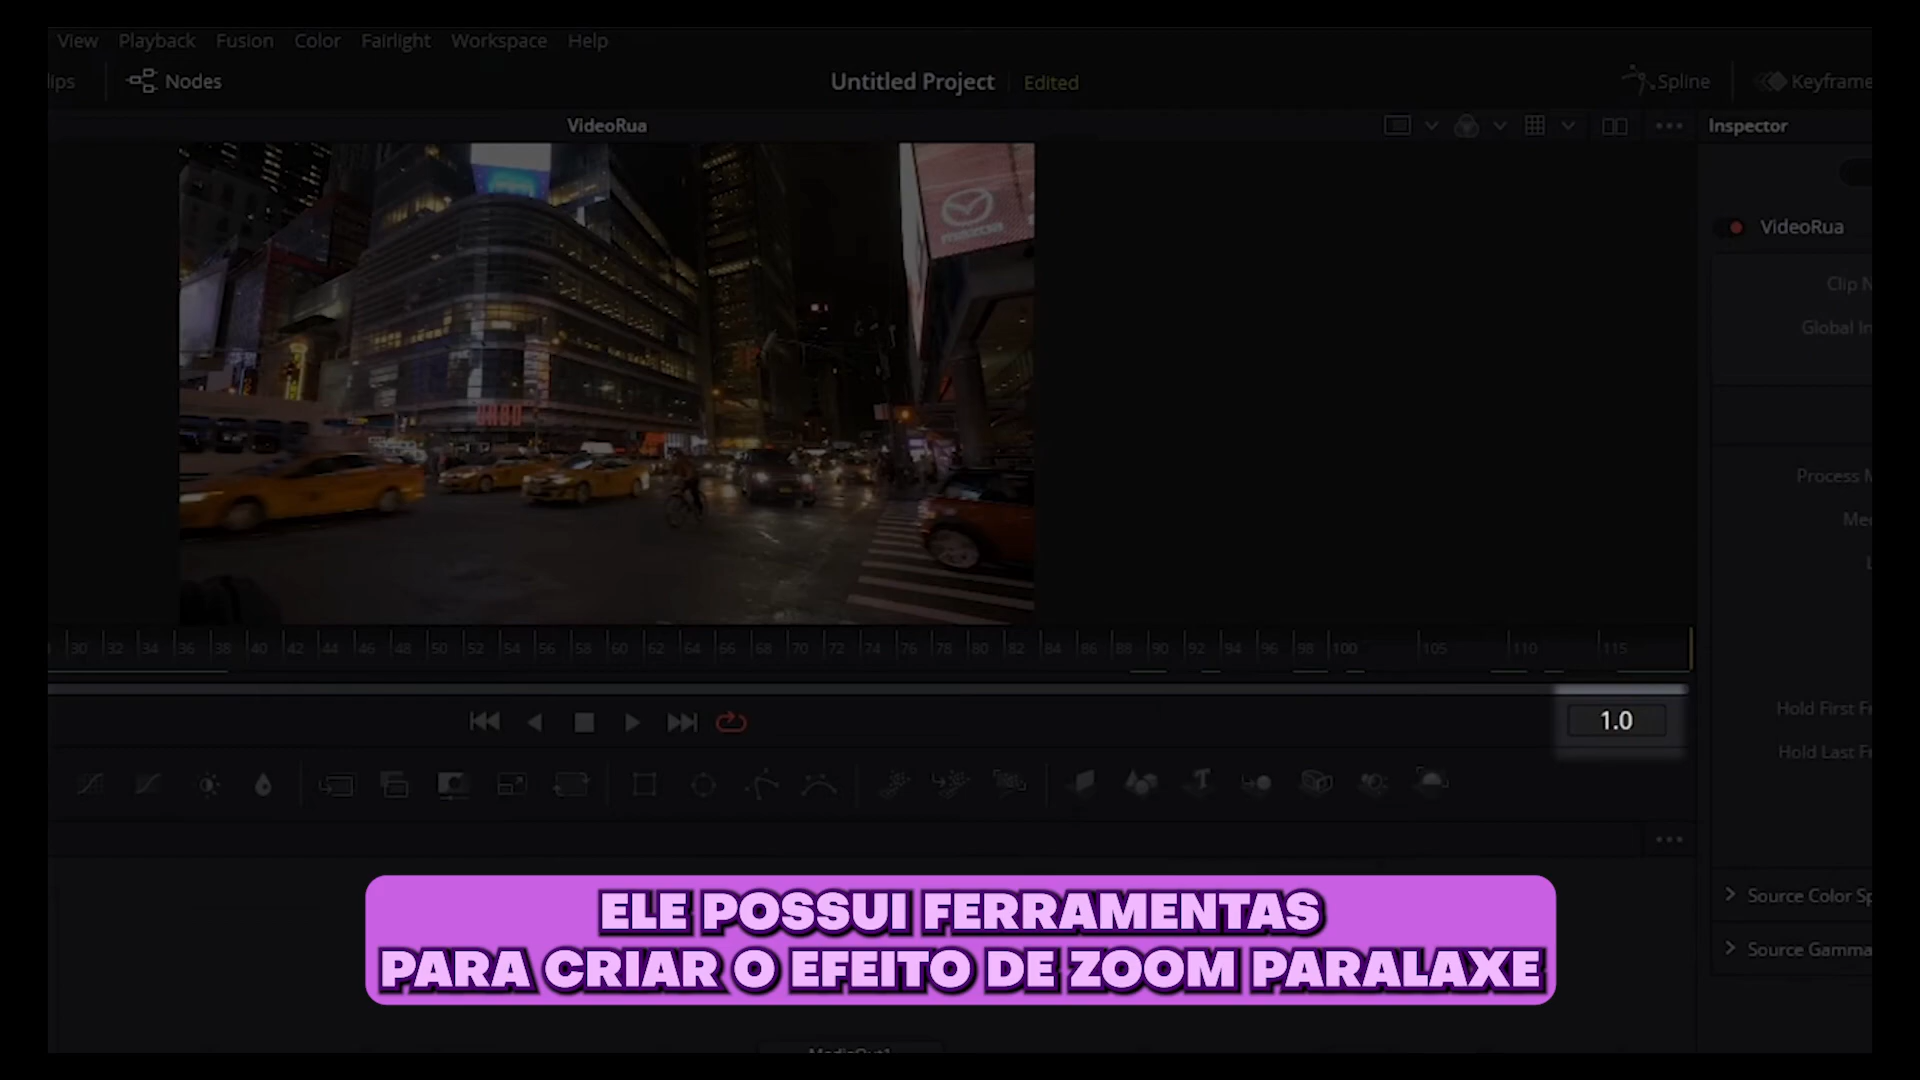 View Playback Fusion Color Fairlight Workspace Help
Nodes
Untitled Project Edited
Spline
Keyframe
VideoRua
Inspector
mazda
VideoRua
Clip N
Global In
Process M
30 32 34 36 38 40 42 44 46 48 50 52 54 56 58 60 62 64 66 68 70 72 74 76 78 80 82 84 86 88 90 92 94 96 98 100 105 110 115
1.0
Hold First Fr
Hold Last Fr
Source Color Sp
Source Gamma
ELE POSSUI FERRAMENTAS
PARA CRIAR O EFEITO DE ZOOM PARALAXE